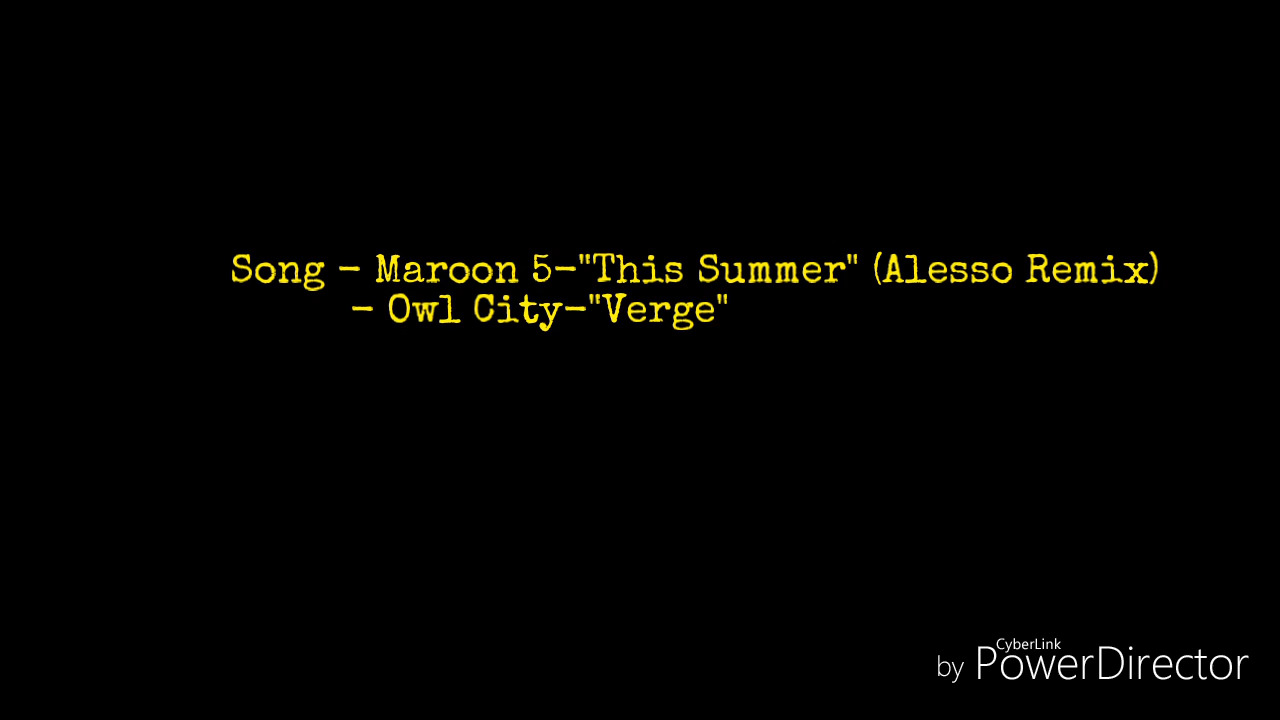 Song - Maroon 5-"This Summer" (Alesso Remix)
- Owl City-"Verge"
CyberLink
by PowerDirector